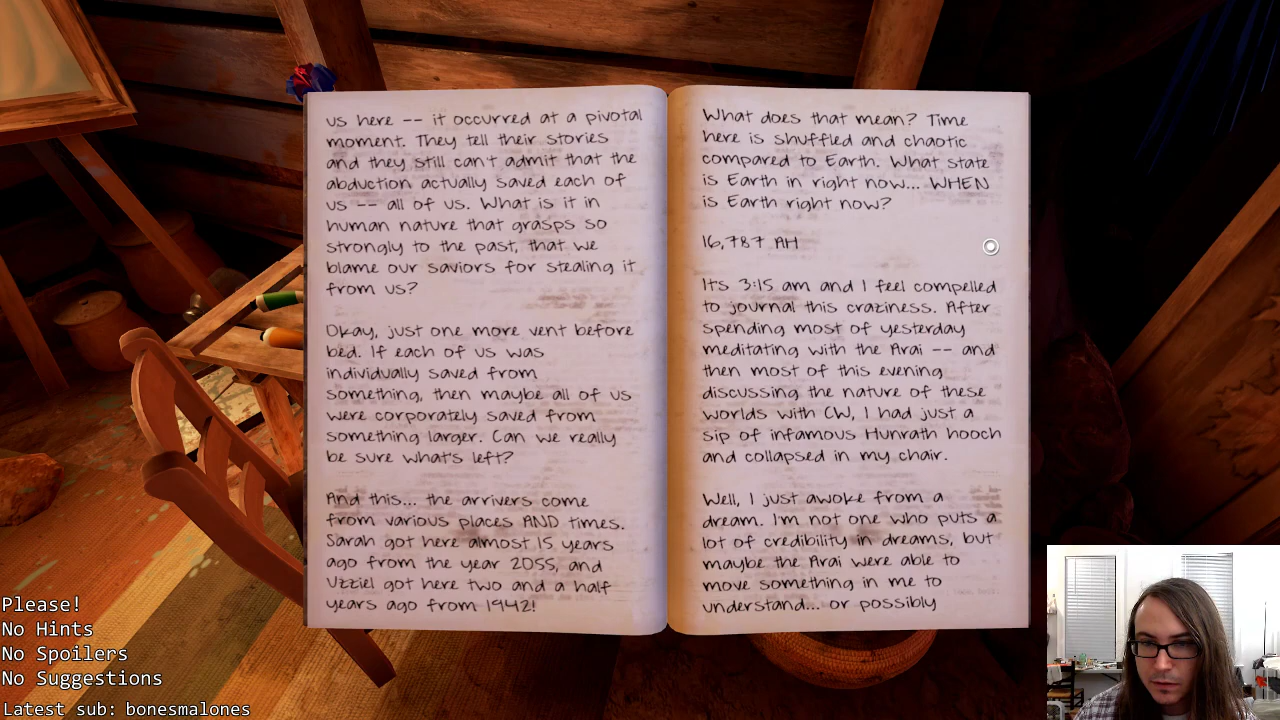 us here -- it occurred at a pivotal
moment. They tell their stories
and they still can't admit that the
abduction actually saved each of
us -- all of us. What is it in
human nature that grasps so
strongly to the past, that we
blame our saviors for stealing it
from us?
Okay, just one more vent before
bed. If each of us was
individually saved from
something, then maybe all of us
were corporately saved from
something larger. Can we really
be sure what's left?
And this... the arrivers come
from various places AND times.
Sarah got here almost 15 years
ago from the year 2055, and
Uzziel got here two and a half
years ago from 1942!
What does that mean? Time
here is shuffled and chaotic
compared to Earth. What state
is Earth in right now... WHEN
is Earth right now?
16,787 AH
Its 3:15 am and I feel compelled
to journal this craziness. After
spending most of yesterday
meditating with the Arai -- and
then most of this evening
discussing the nature of these
worlds with CW, I had just a
sip of infamous Hunrath hooch
and collapsed in my chair.
Well, I just awoke from a
dream. I'm not one who puts a
lot of credibility in dreams, but
maybe the Arai were able to
move something in me to
understand... or possibly
Please!
No Hints
No Spoilers
No Suggestions
Latest sub: bonesmalones